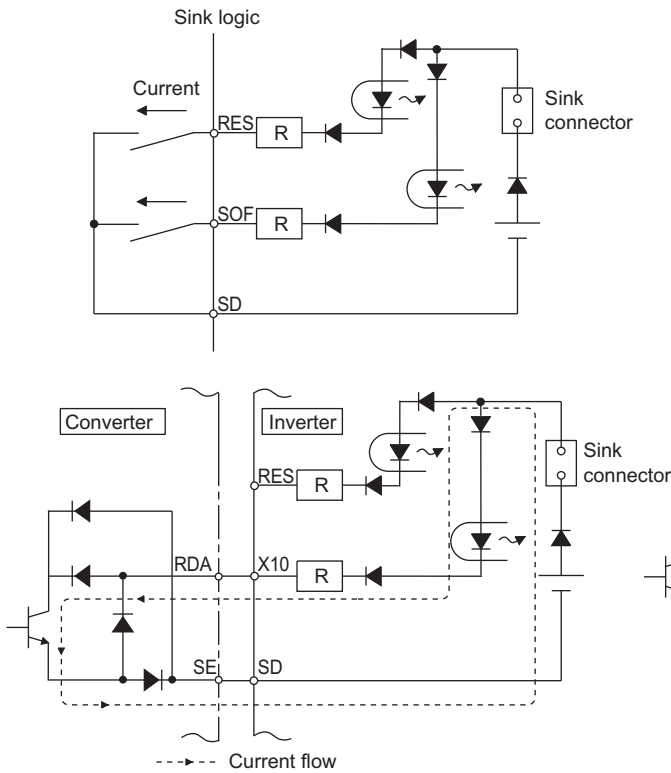 Sink logic
Current
RES
R
Sink
connector
SOF
R
SD
Converter
Inverter
RES
R
Sink
connector
RDA
X10
R
SE
SD
Current flow